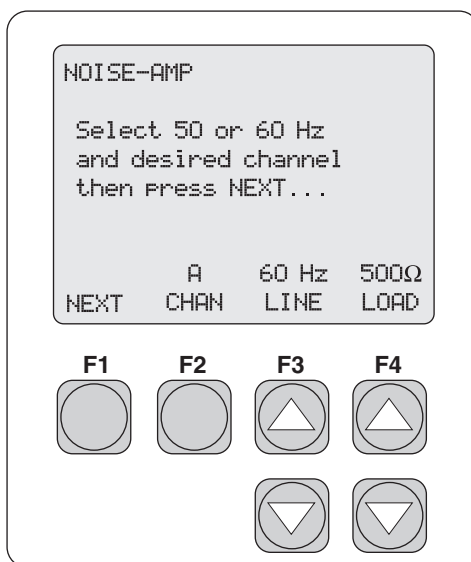 NOISE-AMP
Select 50 or 60 Hz
and desired channel
then press NEXT...
A 60 Hz 500Ω
NEXT CHAN LINE LOAD
F1 F2 F3 F4